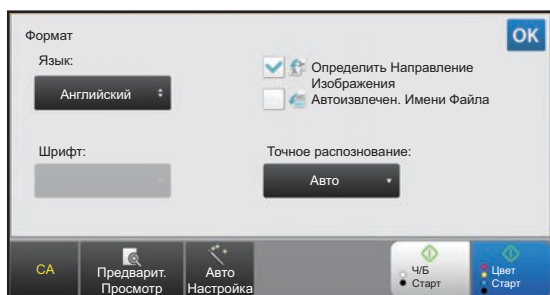 Формат
OK
Язык:
Английский
Определить Направление
Изображения
Автоизвлечен. Имени Файла
Шрифт:
Точное распознование:
Авто
CA
Предварит.
Просмотр
Авто
Настройка
Ч/Б
Старт
Цвет
Старт